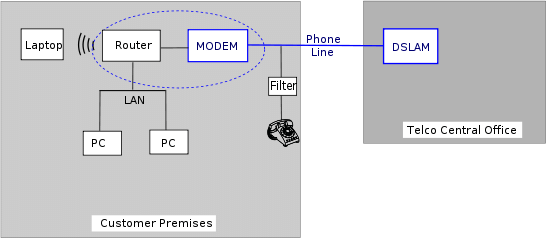 Laptop
Router
MODEM
Phone
Line
DSLAM
Filter
LAN
PC
PC
Telco Central Office
Customer Premises